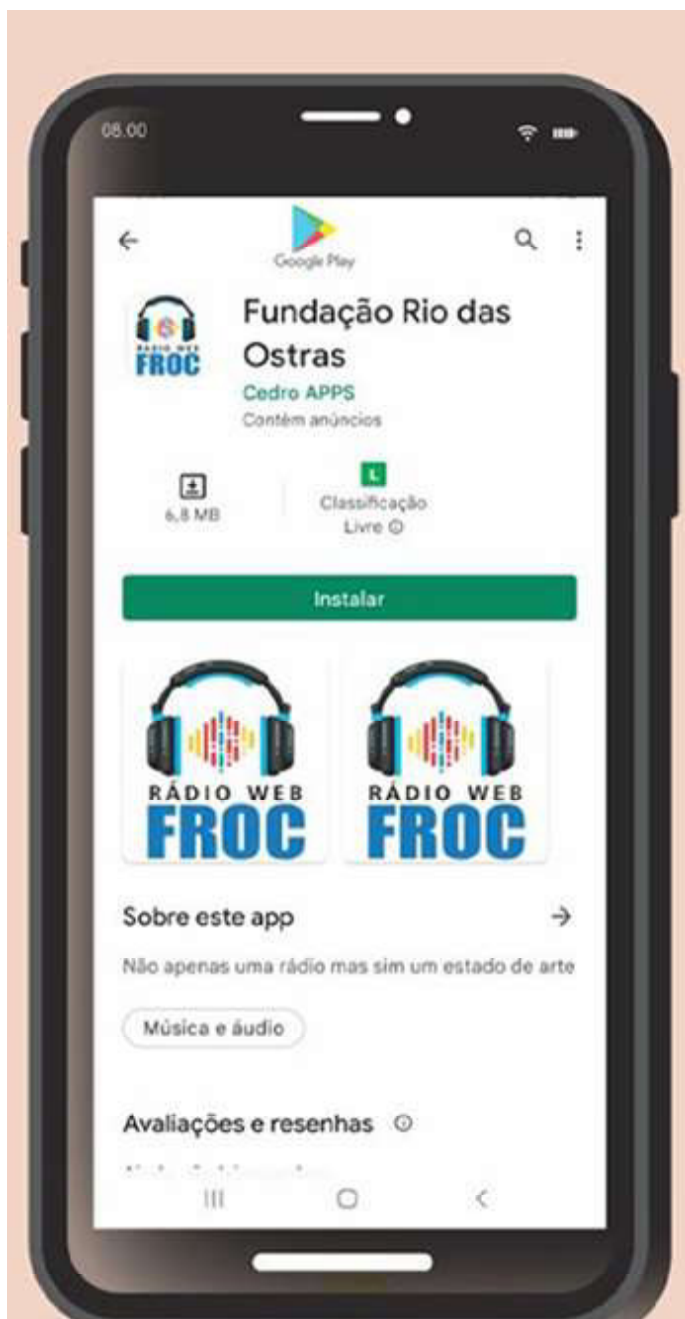 08.00
Google Play
RÁDIO WEB
FROC
Fundação Rio das
Ostras
Cedro APPS
Contém anúncios
6,8 MB
L
Classificação
Livre
Instalar
RÁDIO WEB
FROC
RÁDIO WEB
FROC
Sobre este app
Não apenas uma rádio mas sim um estado de arte
Música e áudio
Avaliações e resenhas